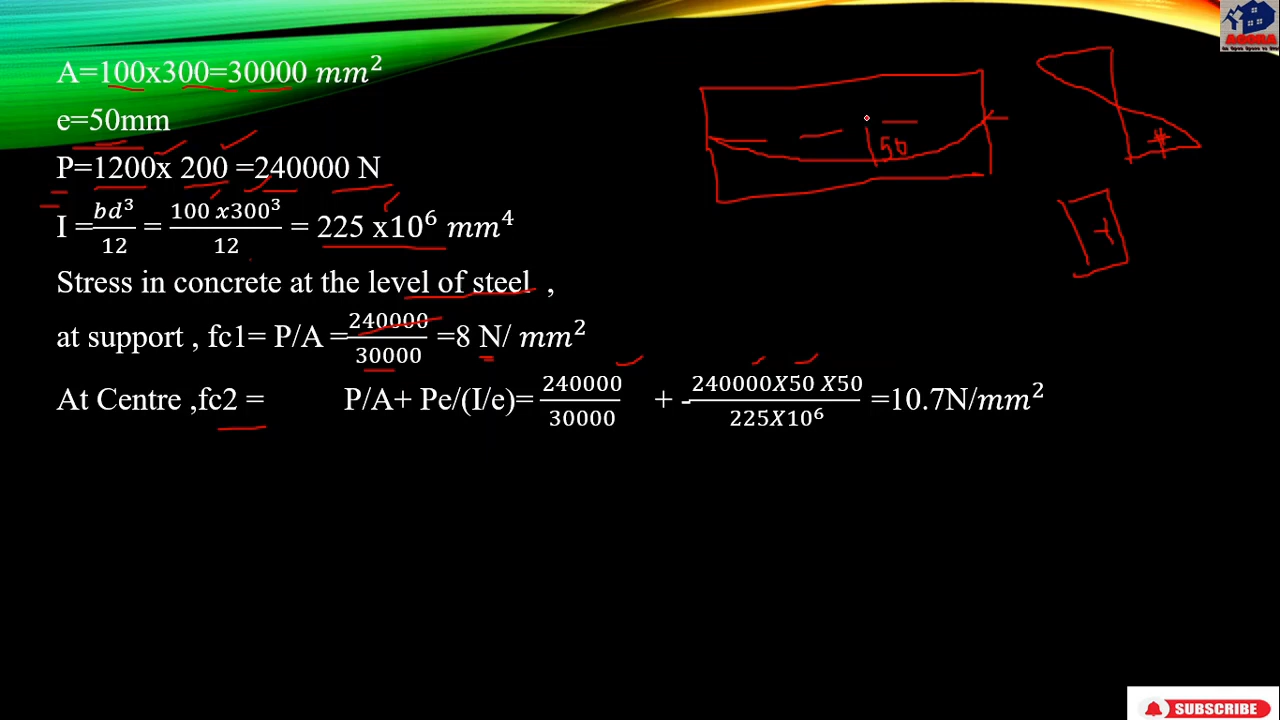 A=100x300=30000 mm²
e=50mm
P=1200x 200 =240000 N
I = bd³/12 = 100 x300³/12 = 225 x10⁶ mm⁴
Stress in concrete at the level of steel ,
at support , fc1= P/A = 240000/30000 =8 N/ mm²
At Centre ,fc2 = P/A+ Pe/(I/e)= 240000/30000 + -240000X50 X50/225X10⁶ =10.7N/mm²
50
+
+
AGORA
SUBSCRIBE